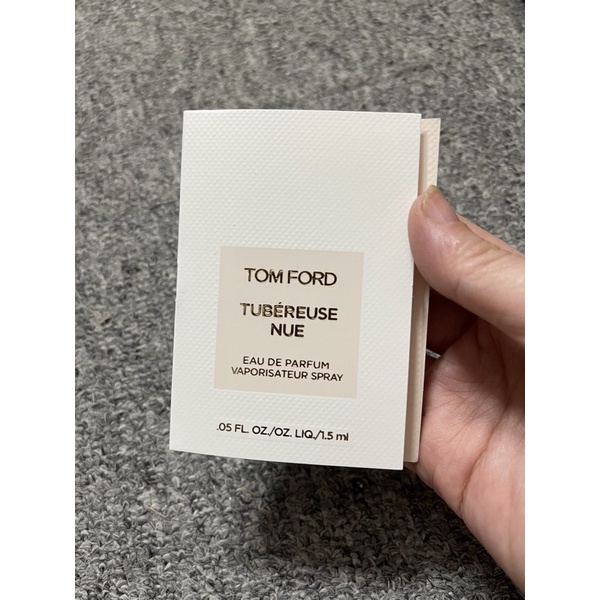 TOM FORD
TUBÉREUSE
NUE
EAU DE PARFUM
VAPORISATEUR SPRAY
.05 FL. OZ./OZ. LIQ./1.5 ml